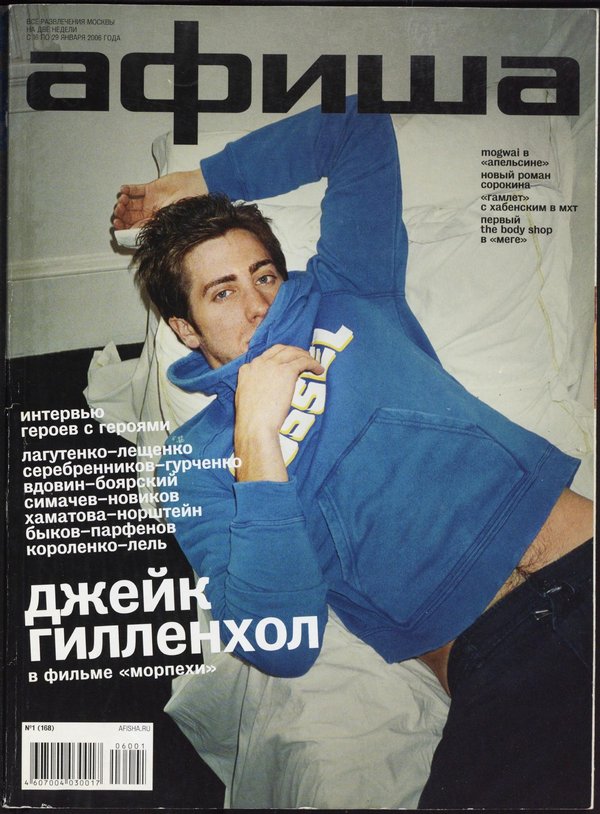 все развлечения москвы
на две недели
с 16 по 29 января 2006 года
афиша
mogwai в
«апельсине»
новый роман
сорокина
«гамлет»
с хабенским в мхт
первый
the body shop
в «меге»
интервью
героев с героями
лагутенко–лещенко
серебренников–гурченко
вдовин–боярский
симачев–новиков
хаматова–норштейн
быков–парфенов
короленко–лель
джейк
гилленхол
в фильме «морпехи»
№1 (168)
AFISHA.RU
06001
4 607004 030017